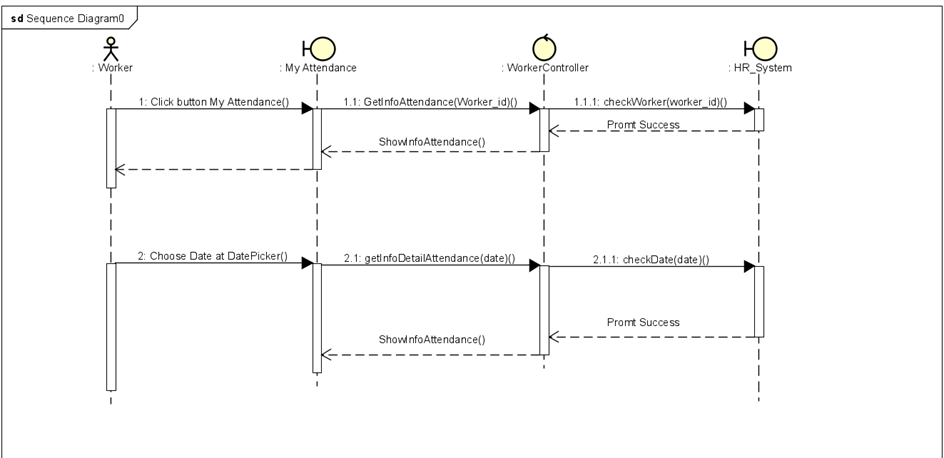 sd Sequence Diagram0
: Worker
: My Attendance
: WorkerController
: HR_System
1: Click button My Attendance()
1.1: GetInfoAttendance(Worker_id)()
1.1.1: checkWorker(worker_id)()
Promt Success
ShowInfoAttendance()
2: Choose Date at DatePicker()
2.1: getInfoDetailAttendance(date)()
2.1.1: checkDate(date)()
Promt Success
ShowInfoAttendance()